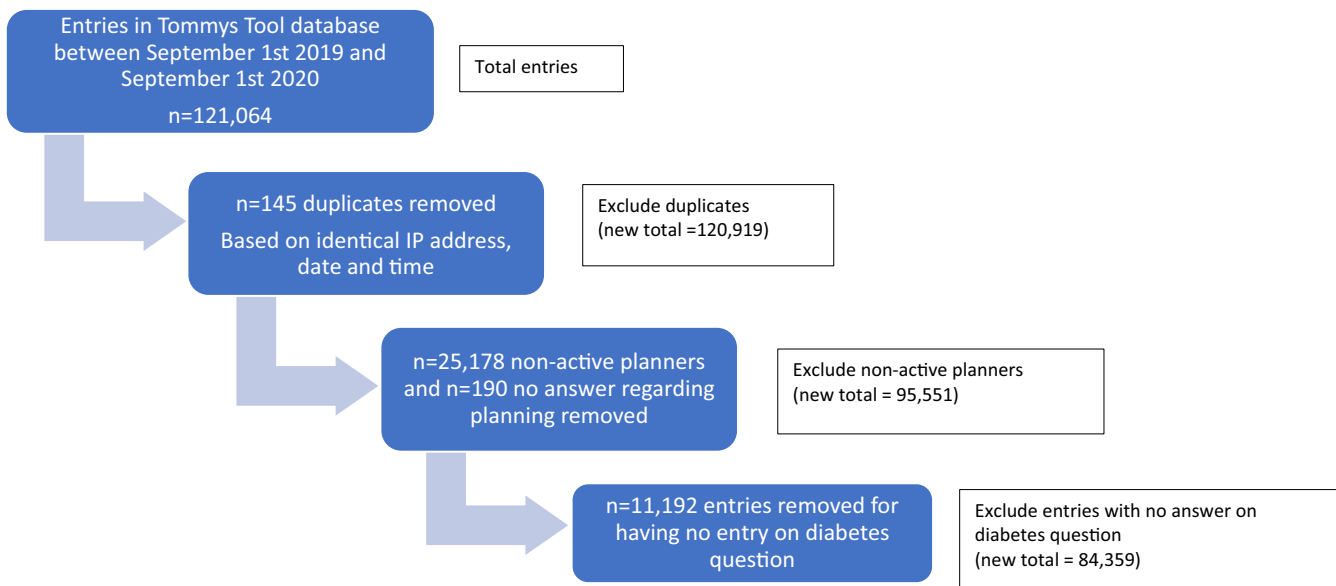 Entries in Tommys Tool database
between September 1st 2019 and
September 1st 2020
n=121,064
Total entries
n=145 duplicates removed
Based on identical IP address,
date and time
Exclude duplicates
(new total =120,919)
n=25,178 non-active planners
and n=190 no answer regarding
planning removed
Exclude non-active planners
(new total = 95,551)
n=11,192 entries removed for
having no entry on diabetes
question
Exclude entries with no answer on
diabetes question
(new total = 84,359)